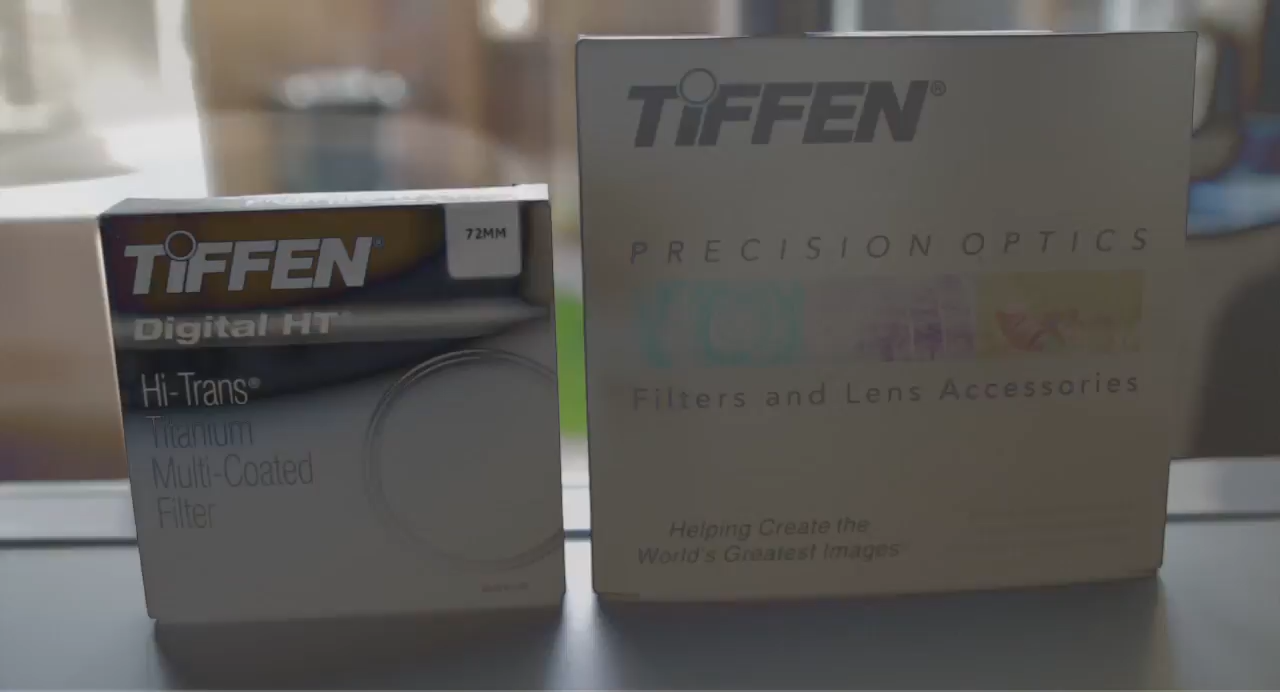 TiFFEN
72MM
Digital HT
Hi-Trans®
Titanium
Multi-Coated
Filter
TiFFEN®
PRECISION OPTICS
Filters and Lens Accessories
Helping Create the
World's Greatest Images